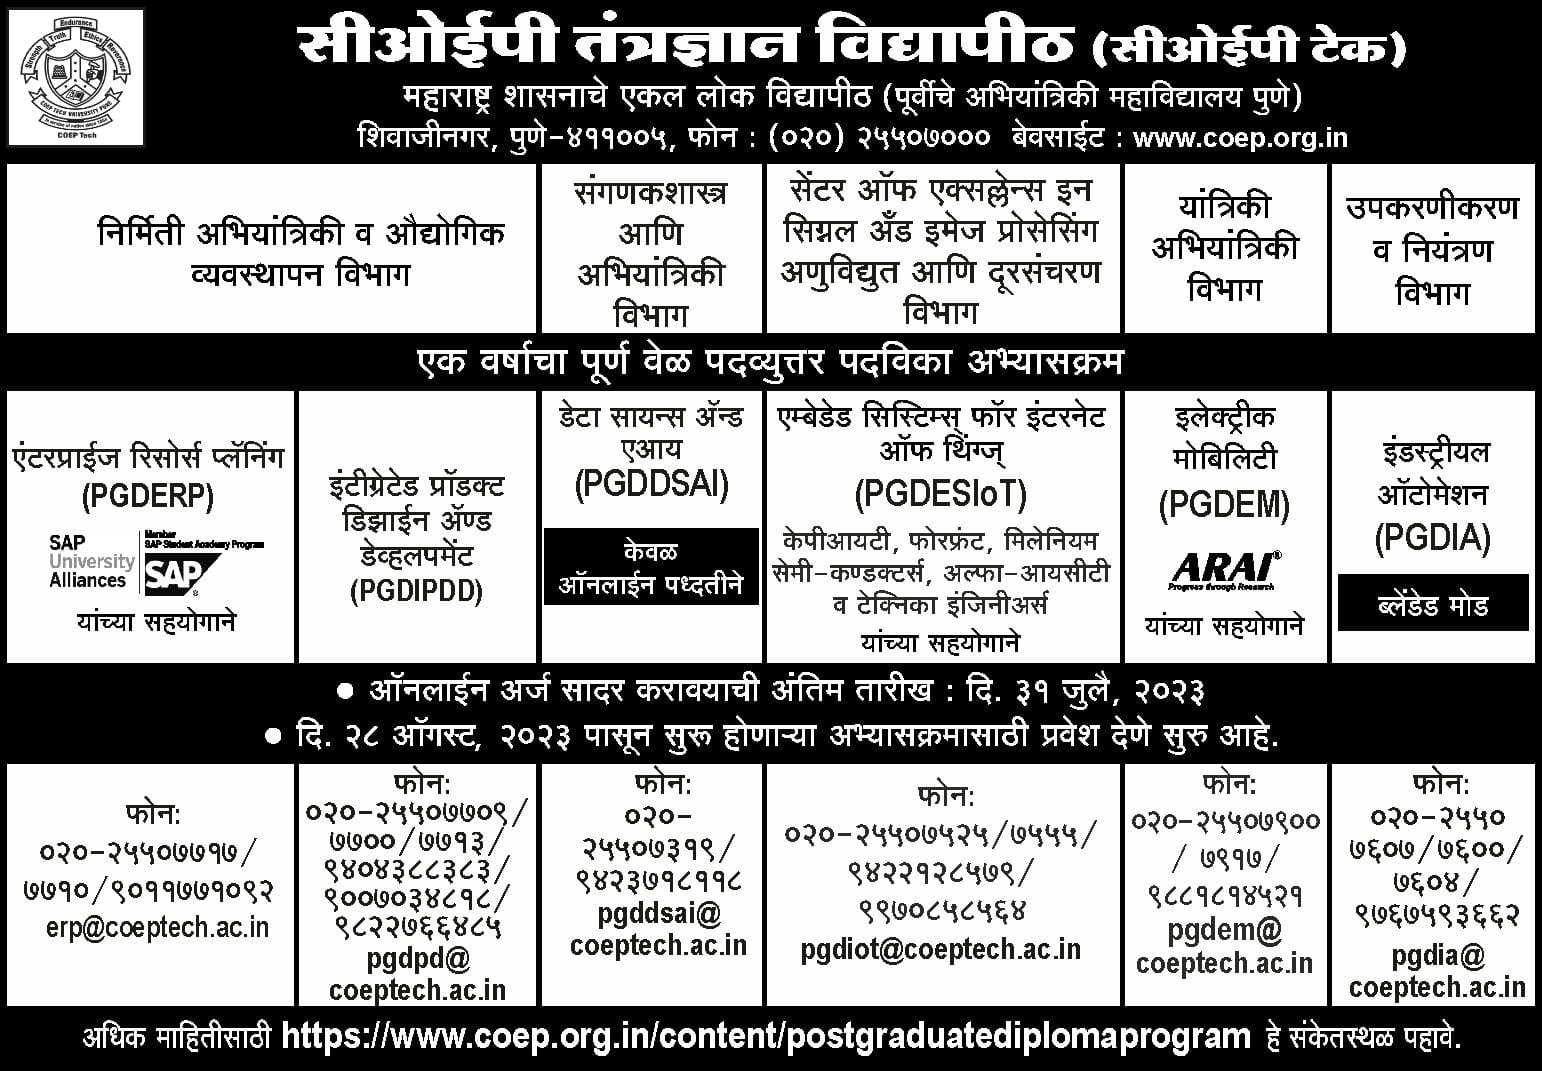 Strength Truth Endurance Ethics Reverence
COEP TECH UNIVERSITY PUNE
COEP Tech
सीओईपी तंत्रज्ञान विद्यापीठ (सीओईपी टेक)
महाराष्ट्र शासनाचे एकल लोक विद्यापीठ (पूर्वीचे अभियांत्रिकी महाविद्यालय पुणे)
शिवाजीनगर, पुणे-४११००५, फोन : (०२०) २५५०७००० बेवसाईट : www.coep.org.in
निर्मिती अभियांत्रिकी व औद्योगिक
व्यवस्थापन विभाग
संगणकशास्त्र
आणि
अभियांत्रिकी
विभाग
सेंटर ऑफ एक्सल्लेन्स इन
सिग्नल अँड इमेज प्रोसेसिंग
अणुविद्युत आणि दूरसंचरण
विभाग
यांत्रिकी
अभियांत्रिकी
विभाग
उपकरणीकरण
व नियंत्रण
विभाग
एक वर्षाचा पूर्ण वेळ पदव्युत्तर पदविका अभ्यासक्रम
एंटरप्राईज रिसोर्स प्लॅनिंग
(PGDERP)
SAP
University
Alliances
Member
SAP Student Academy Program
SAP
यांच्या सहयोगाने
इंटीग्रेटेड प्रॉडक्ट
डिझाईन ॲण्ड
डेव्हलपमेंट
(PGDIPDD)
डेटा सायन्स ॲन्ड
एआय
(PGDDSAI)
केवळ
ऑनलाईन पध्दतीने
एम्बेडेड सिस्टिम्स् फॉर इंटरनेट
ऑफ थिंग्ज्
(PGDESIoT)
केपीआयटी, फोरफ्रंट, मिलेनियम
सेमी-कण्डक्टर्स, अल्फा-आयसीटी
व टेक्निका इंजिनीअर्स
यांच्या सहयोगाने
इलेक्ट्रीक
मोबिलिटी
(PGDEM)
ARAI®
Progress through Research
यांच्या सहयोगाने
इंडस्ट्रीयल
ऑटोमेशन
(PGDIA)
ब्लेंडेड मोड
● ऑनलाईन अर्ज सादर करावयाची अंतिम तारीख : दि. ३१ जुलै, २०२३
● दि. २८ ऑगस्ट, २०२३ पासून सुरू होणाऱ्या अभ्यासक्रमासाठी प्रवेश देणे सुरु आहे.
फोन:
०२०-२५५०७७१७/
७७१०/९०११७७१०९२
erp@coeptech.ac.in
फोन:
०२०-२५५०७७०९/
७७००/७७१३/
९४०४३८८३८३/
९००७०३४८१८/
९८२२७६६४८५
pgdpd@
coeptech.ac.in
फोन:
०२०-
२५५०७३१९/
९४२३७१८११८
pgddsai@
coeptech.ac.in
फोन:
०२०-२५५०७५२५/७५५५/
९४२२१२८५७९/
९९७०८५८५६४
pgdiot@coeptech.ac.in
फोन:
०२०-२५५०७९००
/ ७९१७/
९८८१८१४५२१
pgdem@
coeptech.ac.in
फोन:
०२०-२५५०
७६०७/७६००/
७६०४/
९७६७५९३६६२
pgdia@
coeptech.ac.in
अधिक माहितीसाठी https://www.coep.org.in/content/postgraduatediplomaprogram हे संकेतस्थळ पहावे.